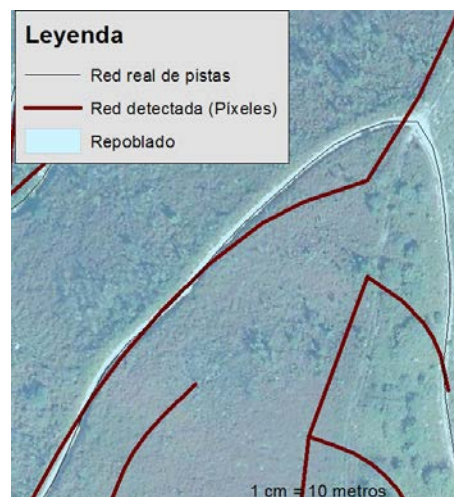 Leyenda
Red real de pistas
Red detectada (Píxeles)
Repoblado
1 cm = 10 metros